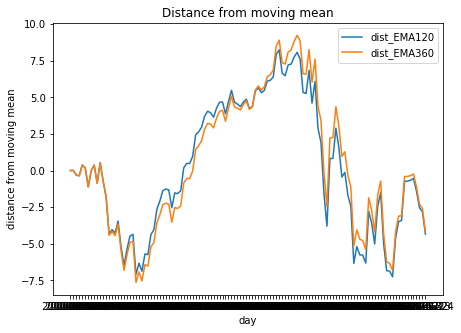 Distance from moving mean
dist_EMA120
dist_EMA360
distance from moving mean
10.0
7.5
5.0
2.5
0.0
−2.5
−5.0
−7.5
day